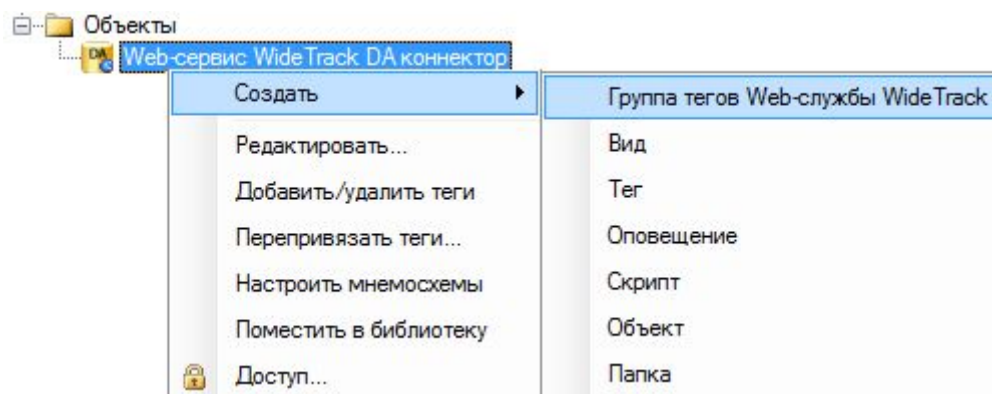 Объекты
DA Web-сервис WideTrack DA коннектор
Создать
Группа тегов Web-службы WideTrack
Редактировать...
Вид
Добавить/удалить теги
Тег
Перепривязать теги...
Оповещение
Настроить мнемосхемы
Скрипт
Поместить в библиотеку
Объект
Доступ...
Папка